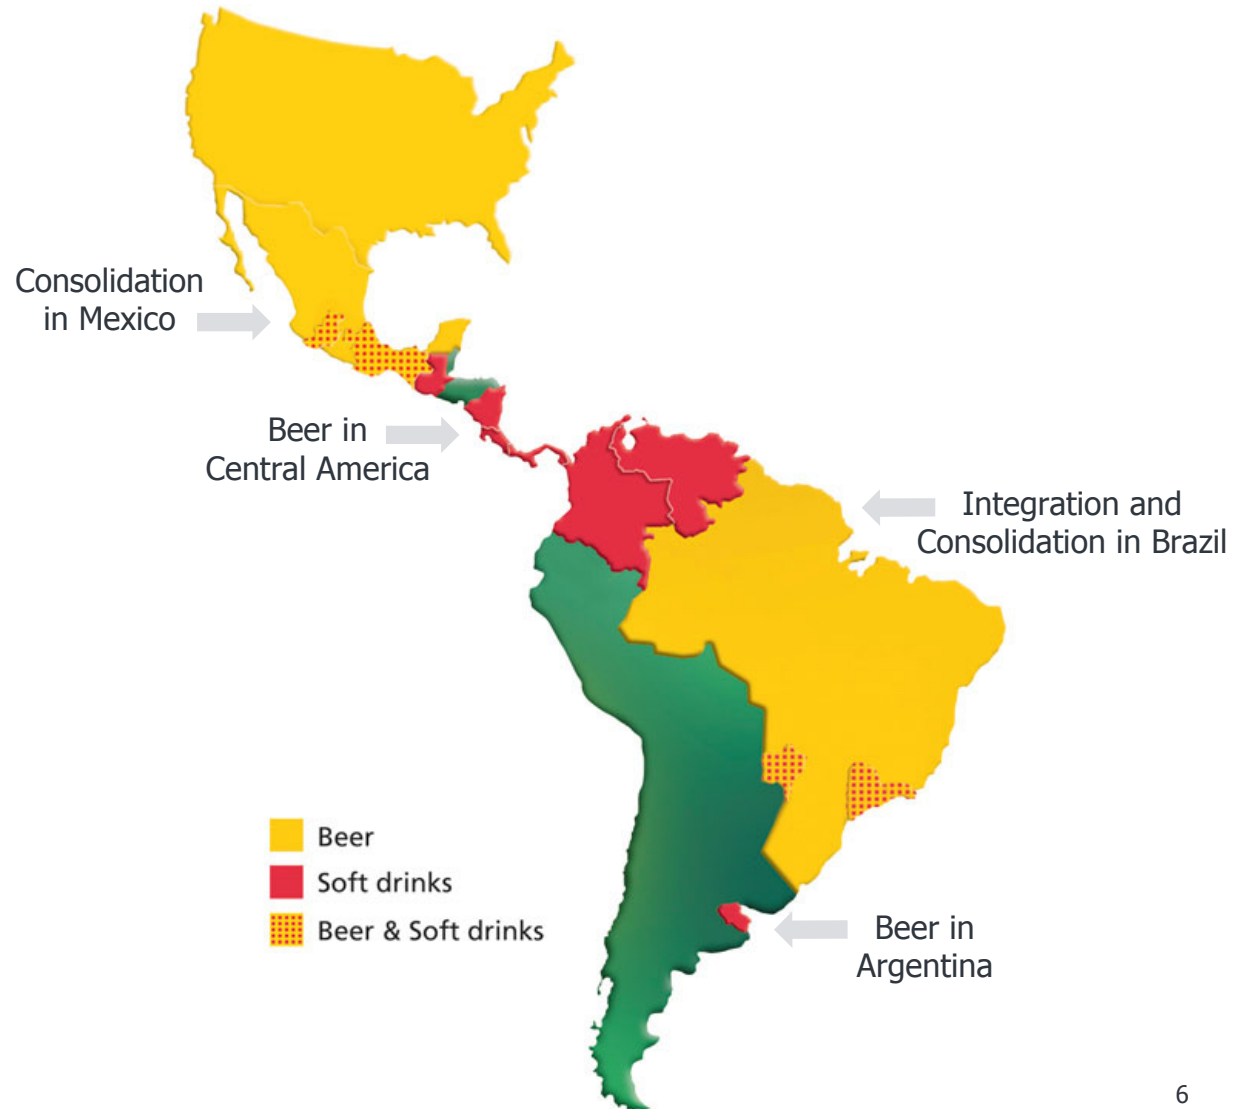 Consolidation
in Mexico
Beer in
Central America
Integration and
Consolidation in Brazil
Beer
Soft drinks
Beer & Soft drinks
Beer in
Argentina
6